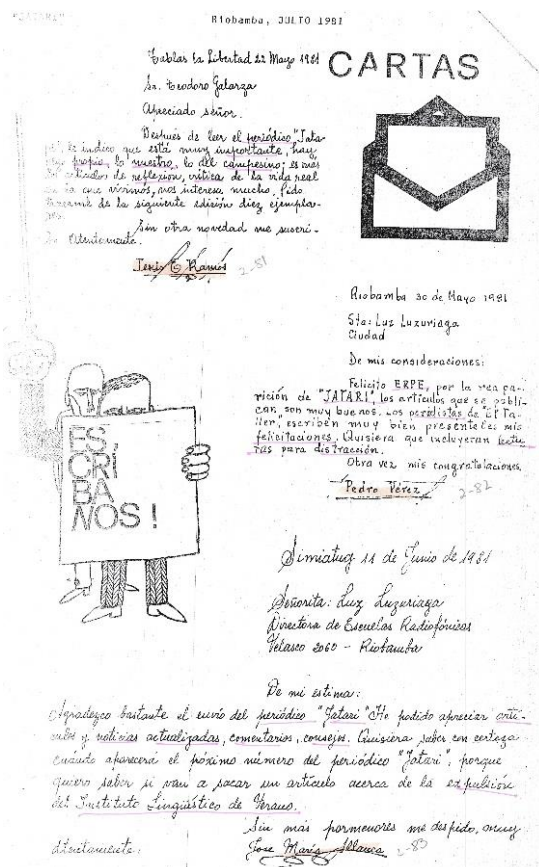 "JATARI"
Riobamba, JULIO 1981
CARTAS
Tablas la Libertad 22 Mayo 1981
Sr. Teodoro Galarza
Apreciado señor.
Después de leer el periódico "Jata-
le indico que está muy importante, hay
propio, lo nuestro, lo del campesino; es más
artículos de reflexión, crítica de la vida real
en la que vivimos, nos interesa mucho. Pido
de la siguiente edición diez ejempla-
Sin otra novedad me suscri-
Atentamente.
Jesús E Ramos
2-81
Riobamba 30 de Mayo 1981
Sta: Luz Luzuriaga
Ciudad
De mis consideraciones:
Felicito ERPE, por la rea pa-
rición de "JATARI", los artículos que se publi-
can son muy buenos. Los periodistas de "El Ta-
ller", escriben muy bien presenteles mis
felicitaciones. Quisiera que incluyeran lectu-
ras para distracción.
Otra vez mis congratulaciones,
Pedro Pérez
2-82
ES,
CRÍ
BA
NOS!
Simiatug 11 de Junio de 1981
Señorita: Luz Luzuriaga
Directora de Escuelas Radiofónicas
Velasco 2060 - Riobamba
De mi estima:
Agradezco bastante el envío del periódico "Jatari" He podido apreciar artí-
culos y noticias actualizadas, comentarios, consejos. Quisiera saber con certeza
cuándo aparecerá el próximo número del periódico "Jatari", porque
quiero saber si van a sacar un artículo acerca de la expulsión
del Instituto Lingüístico de Verano.
Sin más pormenores me despido, muy
atentamente:
José María
2-83